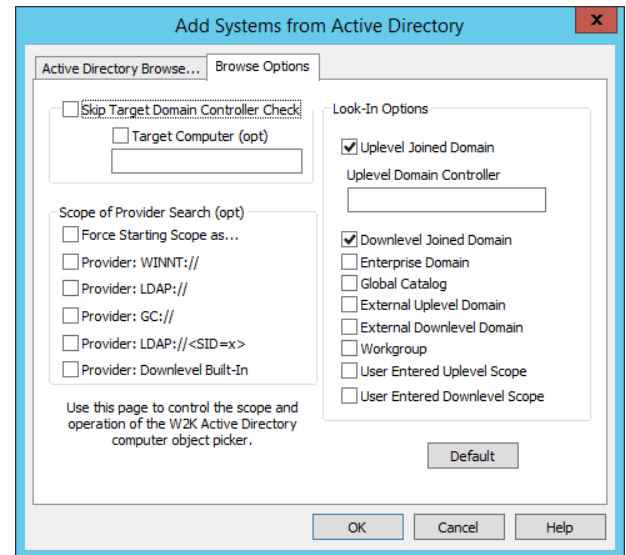 Add Systems from Active Directory
x
Active Directory Browse...
Browse Options
Skip Target Domain Controller Check
Target Computer (opt)
Scope of Provider Search (opt)
Force Starting Scope as...
Provider: WINNT://
Provider: LDAP://
Provider: GC://
Provider: LDAP://<SID=x>
Provider: Downlevel Built-In
Use this page to control the scope and
operation of the W2K Active Directory
computer object picker.
Look-In Options
Uplevel Joined Domain
Uplevel Domain Controller
Downlevel Joined Domain
Enterprise Domain
Global Catalog
External Uplevel Domain
External Downlevel Domain
Workgroup
User Entered Uplevel Scope
User Entered Downlevel Scope
Default
OK
Cancel
Help